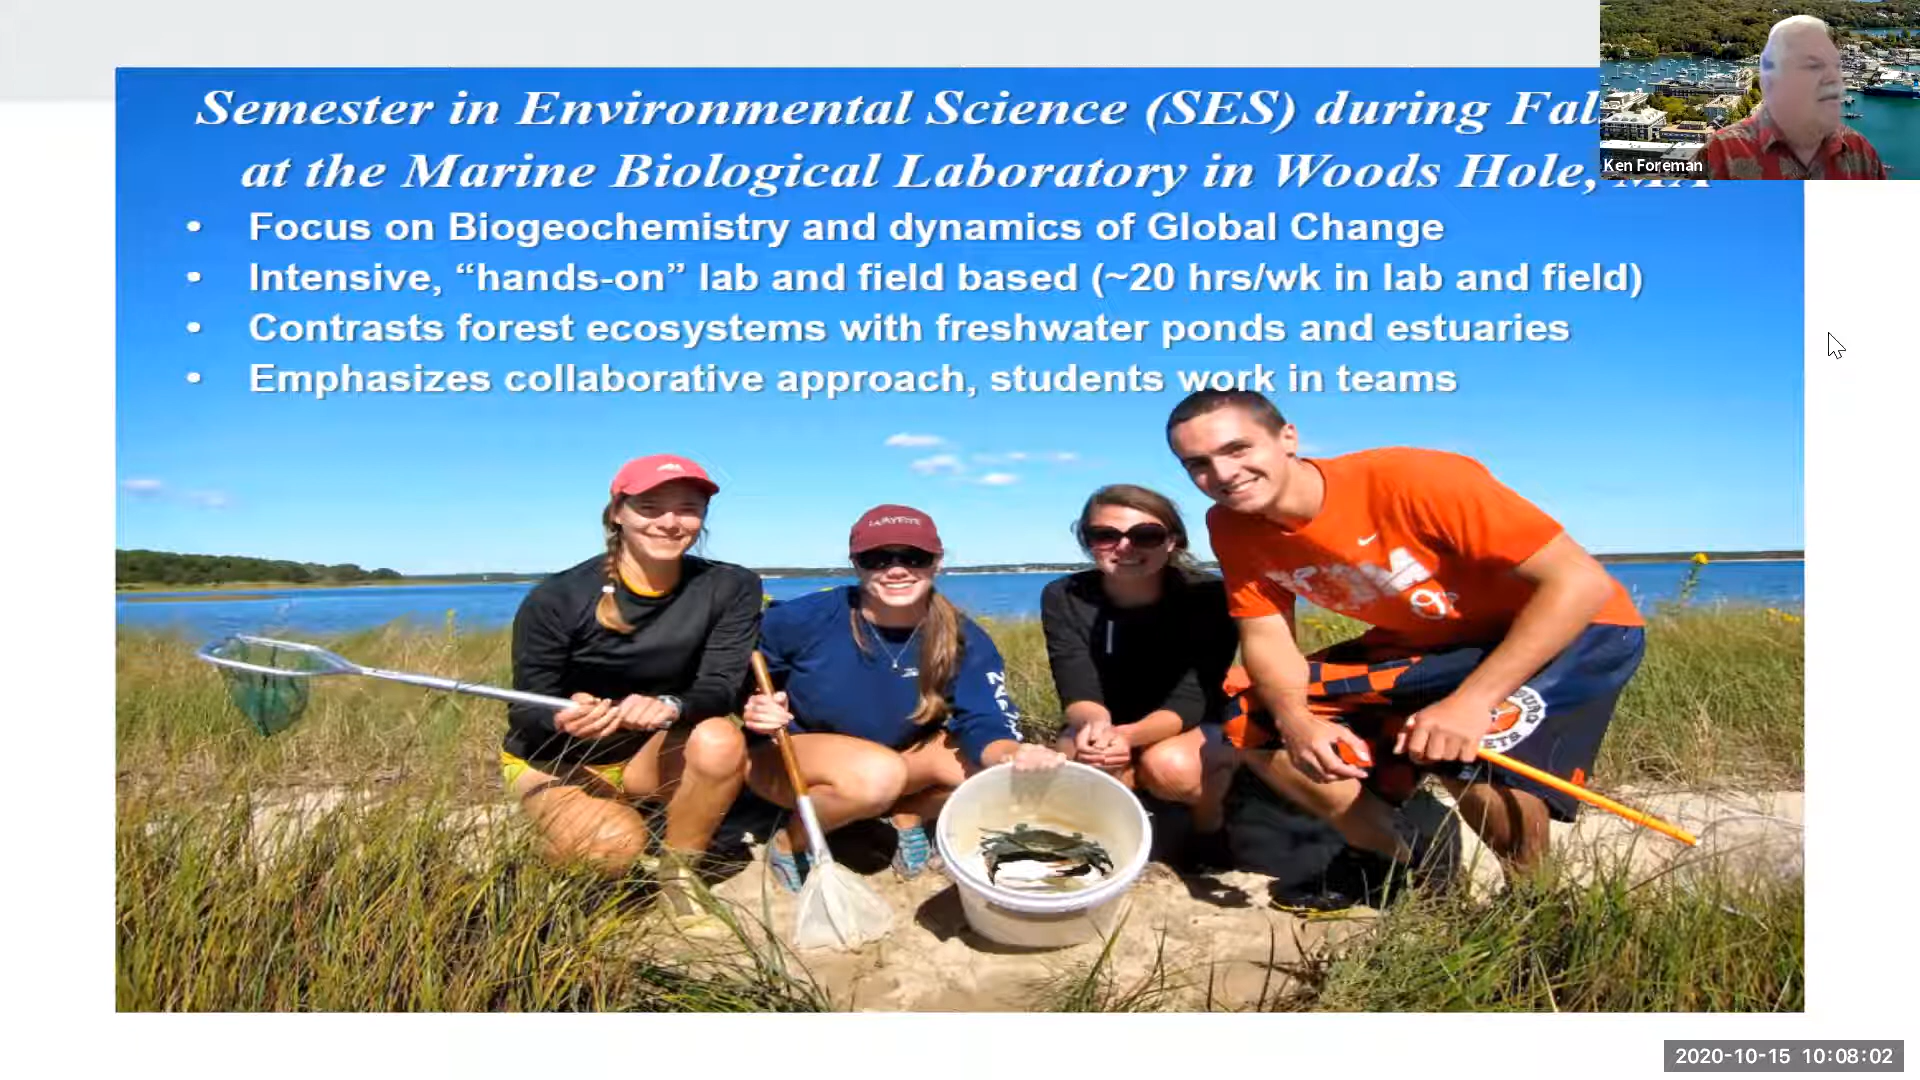 Semester in Environmental Science (SES) during Fal
at the Marine Biological Laboratory in Woods Hole, MA
Ken Foreman
• Focus on Biogeochemistry and dynamics of Global Change
• Intensive, “hands-on” lab and field based (~20 hrs/wk in lab and field)
• Contrasts forest ecosystems with freshwater ponds and estuaries
• Emphasizes collaborative approach, students work in teams
LAFAYETTE
2020-10-15 10:08:02